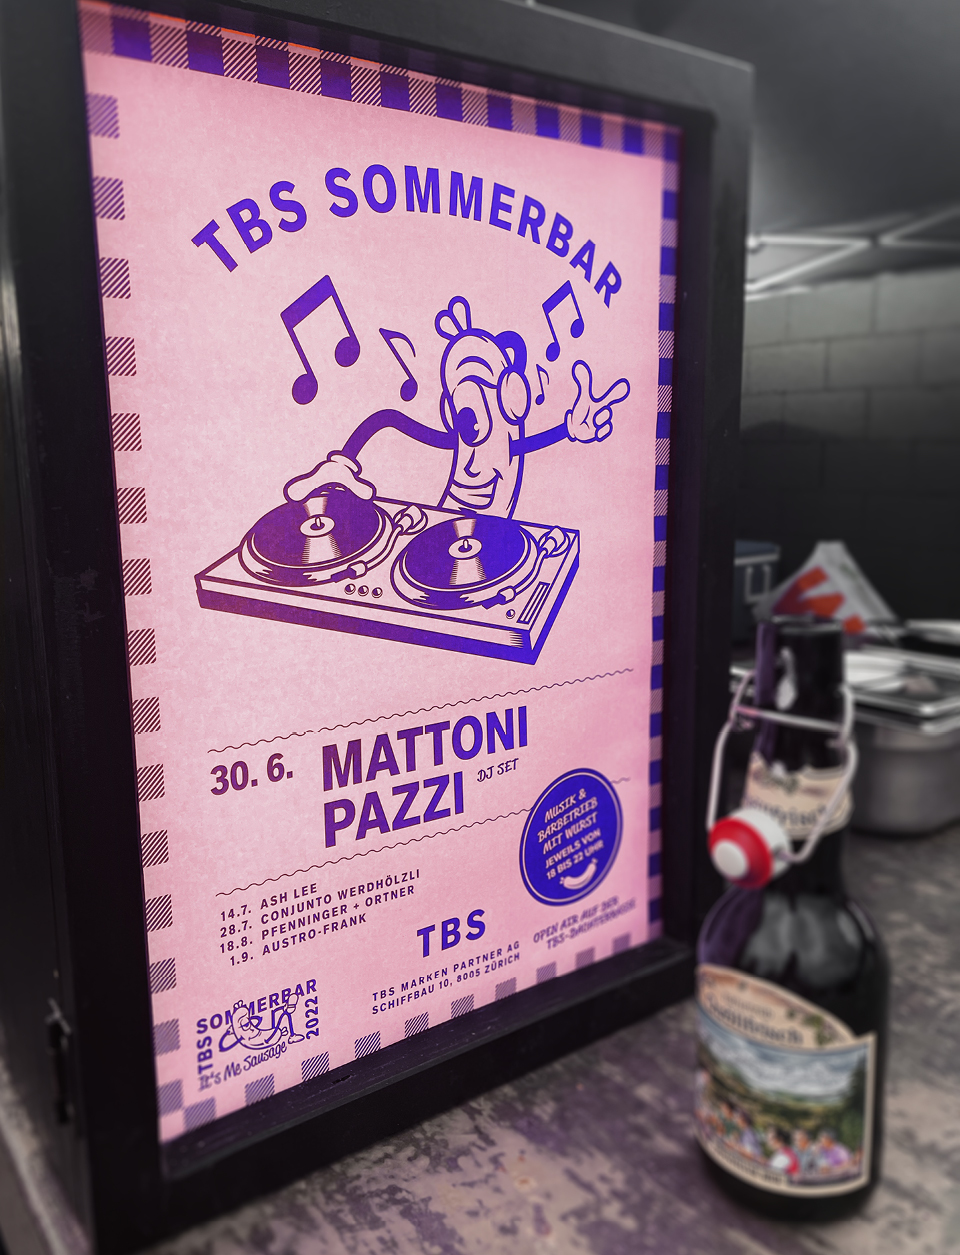 TBS SOMMERBAR
30. 6. MATTONI
PAZZI DJ SET
MUSIK &
BARBETRIEB
MIT WURST
JEWEILS VON
18 BIS 22 UHR
14.7. ASH LEE
28.7. CONJUNTO WERDHÖLZLI
18.8. PFENNINGER + ORTNER
1.9. AUSTRO-FRANK
TBS
TBS MARKEN PARTNER AG
SCHIFFBAU 10, 8005 ZÜRICH
OPEN AIR AUF DER
TBS-DACHTERRASSE
TBS SOMMERBAR 2022
It's Me Sausage